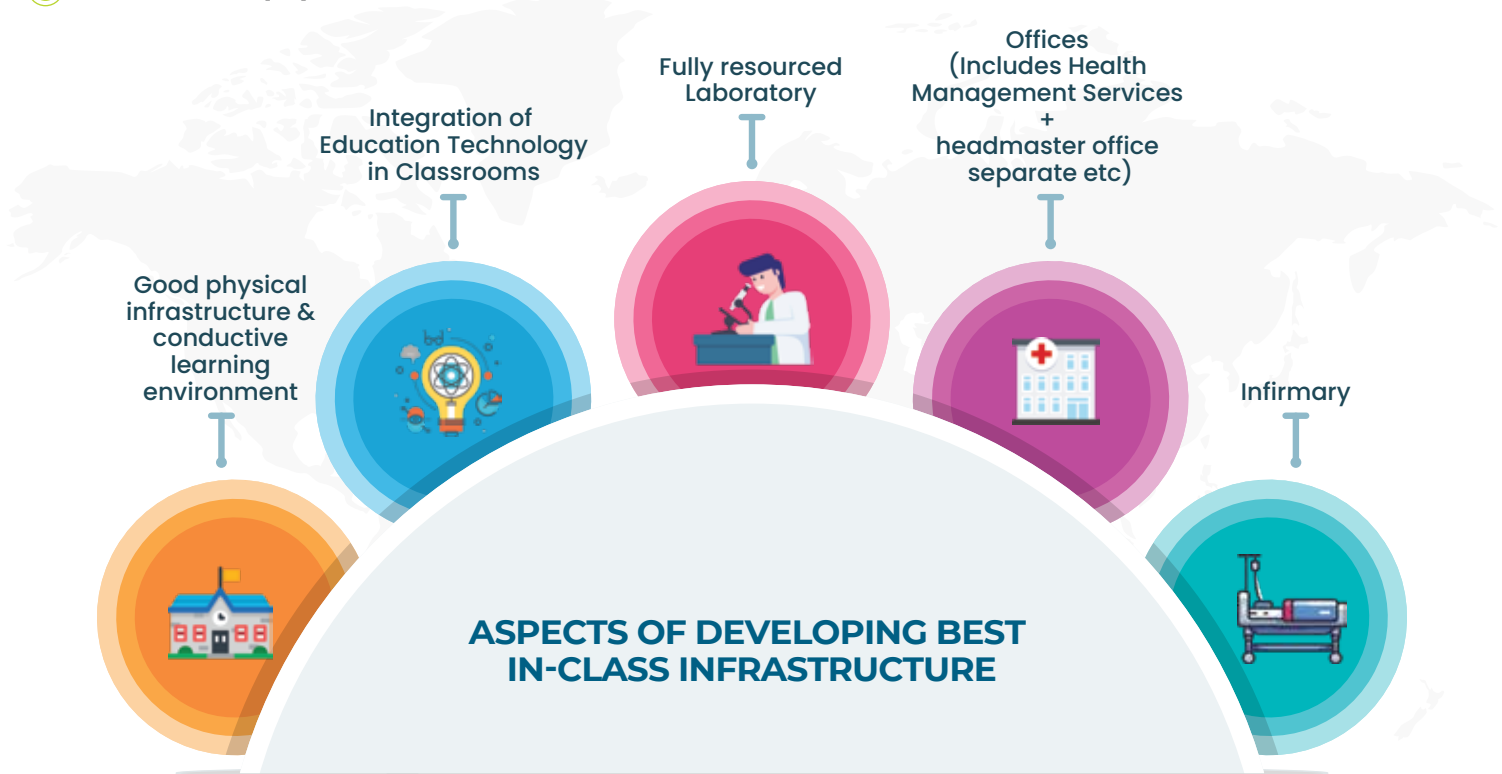 Good physical
infrastructure &
conductive
learning
environment
Integration of
Education Technology
in Classrooms
Fully resourced
Laboratory
Offices
(Includes Health
Management Services
+
headmaster office
separate etc)
Infirmary
ASPECTS OF DEVELOPING BEST
IN-CLASS INFRASTRUCTURE